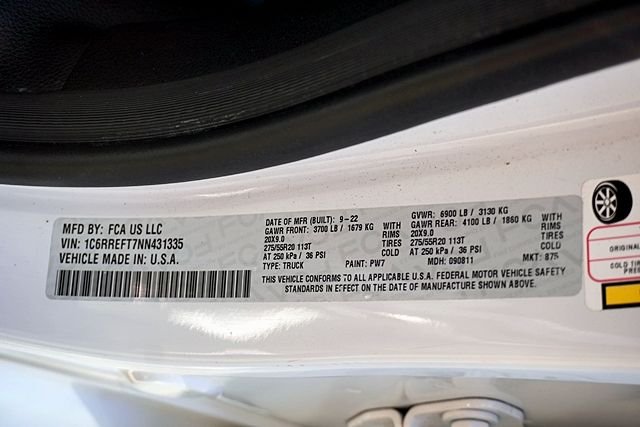 MFD BY: FCA US LLC
VIN: 1C6RREFT7NN431335
VEHICLE MADE IN U.S.A.
DATE OF MFR (BUILT): 9-22
GAWR FRONT: 3700 LB / 1679 KG WITH
20X9.0 RIMS
275/55R20 113T TIRES
AT 250 kPa / 36 PSI COLD
TYPE: TRUCK PAINT: PW7
GVWR: 6900 LB / 3130 KG
GAWR REAR: 4100 LB / 1860 KG WITH
20X9.0 RIMS
275/55R20 113T TIRES
AT 250 kPa / 36 PSI COLD
MDH: 090811 MKT: 875
THIS VEHICLE CONFORMS TO ALL APPLICABLE U.S.A. FEDERAL MOTOR VEHICLE SAFETY
STANDARDS IN EFFECT ON THE DATE OF MANUFACTURE SHOWN ABOVE.
ORIGINAL
COLD TI
PRES